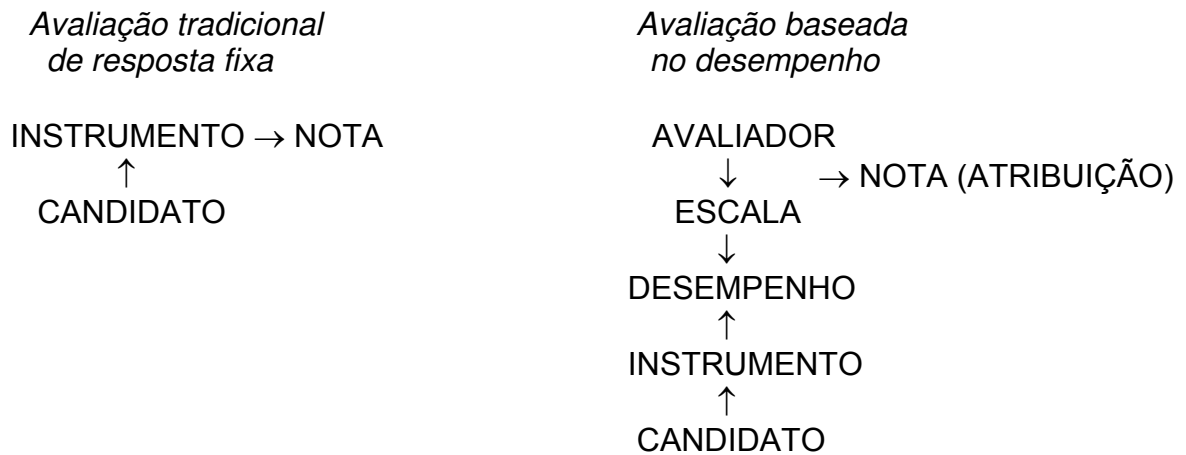 Avaliação tradicional
de resposta fixa
INSTRUMENTO → NOTA
↑
CANDIDATO
Avaliação baseada
no desempenho
AVALIADOR
↓ → NOTA (ATRIBUIÇÃO)
ESCALA
↓
DESEMPENHO
↑
INSTRUMENTO
↑
CANDIDATO